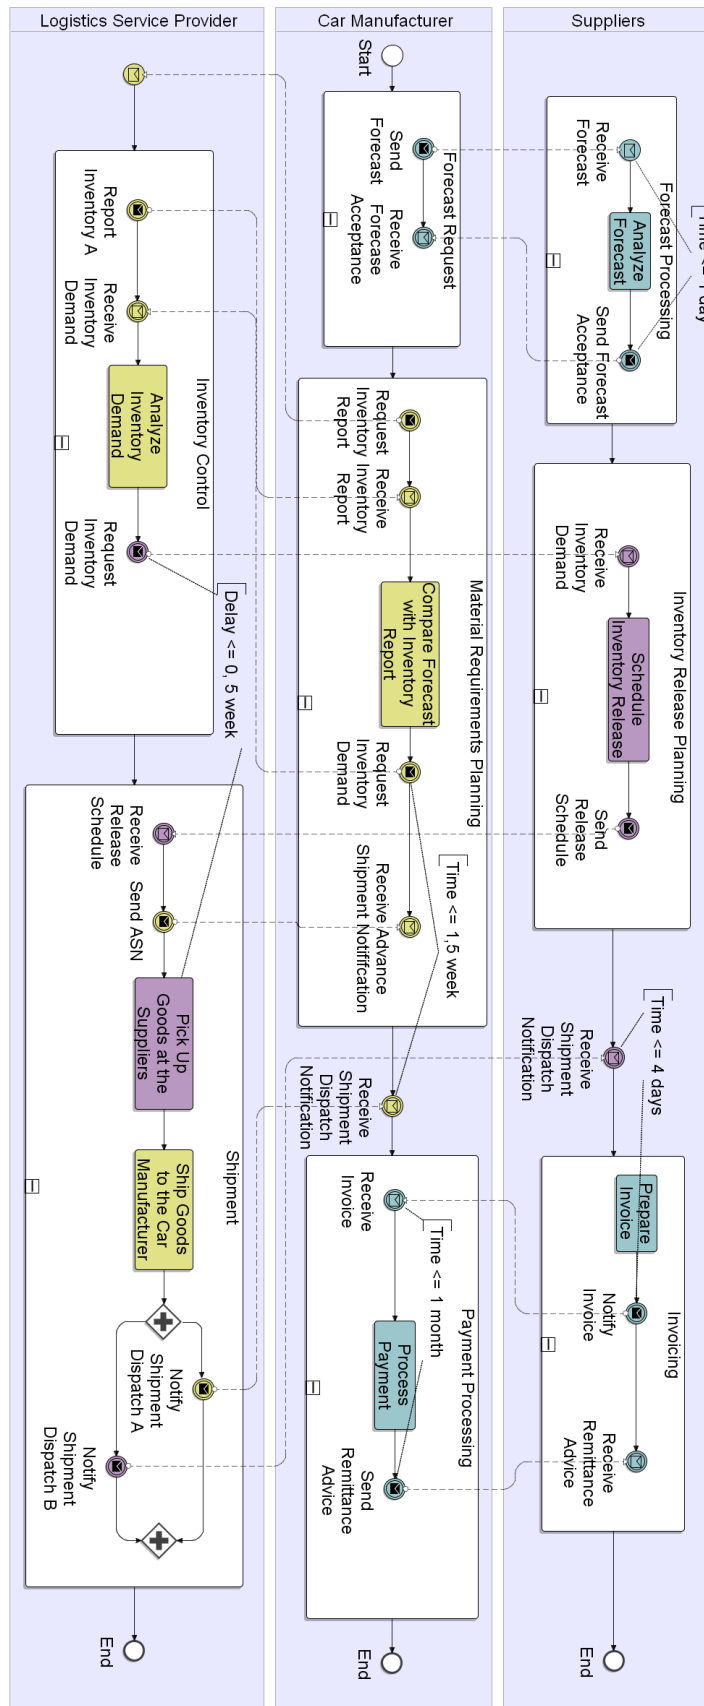 Logistics Service Provider
Car Manufacturer
Suppliers
Start
Send
Forecast
Receive
Forecase
Acceptance
Forecast Request
Receive
Forecast
Analyze
Forecast
Send Forecast
Acceptance
Forecast Processing
Report
Inventory A
Receive
Inventory
Demand
Analyze
Inventory
Demand
Request
Inventory
Demand
Inventory Control
Delay <= 0, 5 week
Request
Inventory
Report
Receive
Inventory
Report
Compare Forecast
with Inventory
Report
Request
Inventory
Demand
Receive Advance
Shipment Notififcation
Material Requirements Planning
Time <= 1,5 week
Receive
Inventory
Demand
Schedule
Inventory Release
Send
Release
Schedule
Inventory Release Planning
Receive
Release
Schedule
Send ASN
Pick Up
Goods at the
Suppliers
Ship Goods
to the Car
Manufacturer
Notify
Shipment
Dispatch A
Notify
Shipment
Dispatch B
Shipment
End
Receive
Shipment
Dispatch
Notification
Receive
Invoice
Time <= 1 month
Process
Payment
Send
Remittance
Advice
Payment Processing
End
Receive
Shipment
Dispatch
Notification
Time <= 4 days
Prepare
Invoice
Notify
Invoice
Receive
Remittance
Advice
Invoicing
End